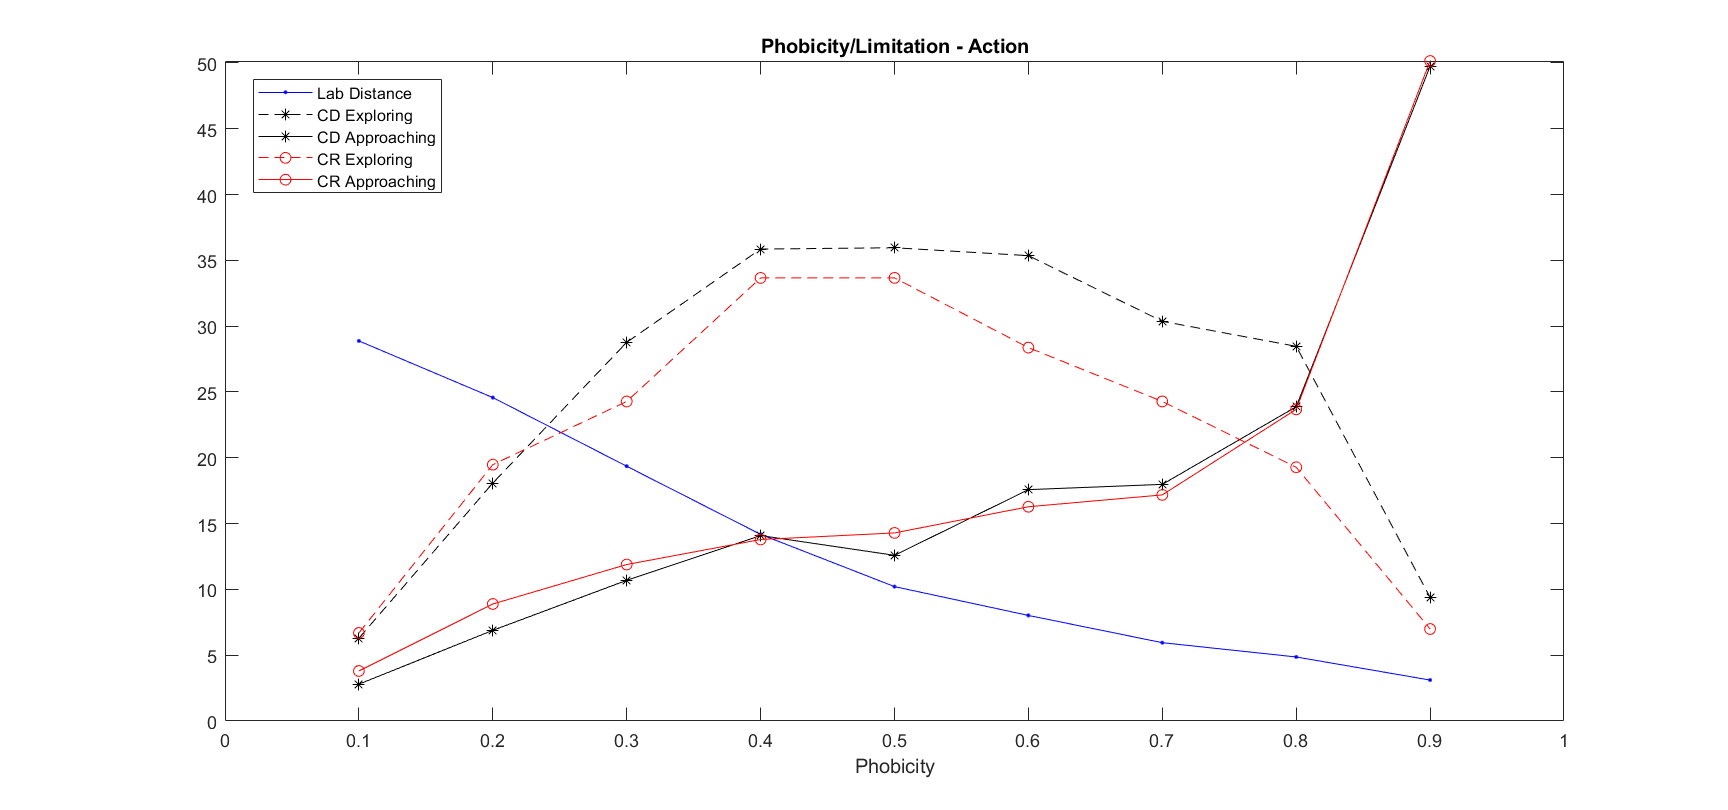 Phobicity/Limitation - Action
50
45
40
35
30
25
20
15
10
5
0
Lab Distance
CD Exploring
CD Approaching
CR Exploring
CR Approaching
0 0.1 0.2 0.3 0.4 0.5 0.6 0.7 0.8 0.9 1
Phobicity